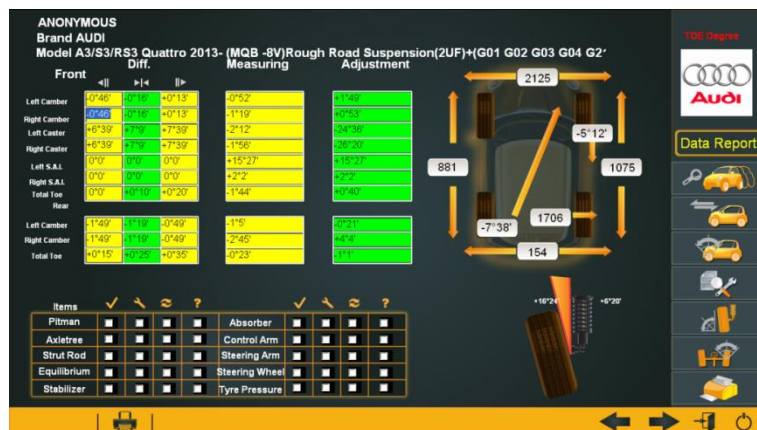 ANONYMOUS
Brand AUDI
Model A3/S3/RS3 Quattro 2013- (MQB -8V)Rough Road Suspension(2UF)+(G01 G02 G03 G04 G2
TOE Degree
Front Diff. Measuring Adjustment
Left Camber -0°46' -0°16' +0°13' -0°52' +1°49'
Right Camber -0°46' -0°16' +0°13' -1°19' +0°53'
Left Caster +6°39' +7°9' +7°39' -2°12' -24°36'
Right Caster +6°39' +7°9' +7°39' -1°56' -26°20'
Left S.A.I. 0°0' 0°0' 0°0' +15°27' +15°27'
Right S.A.I. 0°0' 0°0' 0°0' +2°2' +2°2'
Total Toe 0°0' +0°10' +0°20' -1°44' +0°40'
Rear
Left Camber -1°49' -1°19' -0°49' -1°5' -0°21'
Right Camber -1°49' -1°19' -0°49' -2°45' +4°4'
Total Toe +0°15' +0°25' +0°35' -0°23' -1°1'
2125
-5°12'
881
1075
1706
-7°38'
154
Audi
Data Report
+16°24'
+6°20'
Items ?  ?
Pitman Absorber
Axletree Control Arm
Strut Rod Steering Arm
Equilibrium Steering Wheel
Stabilizer Tyre Pressure